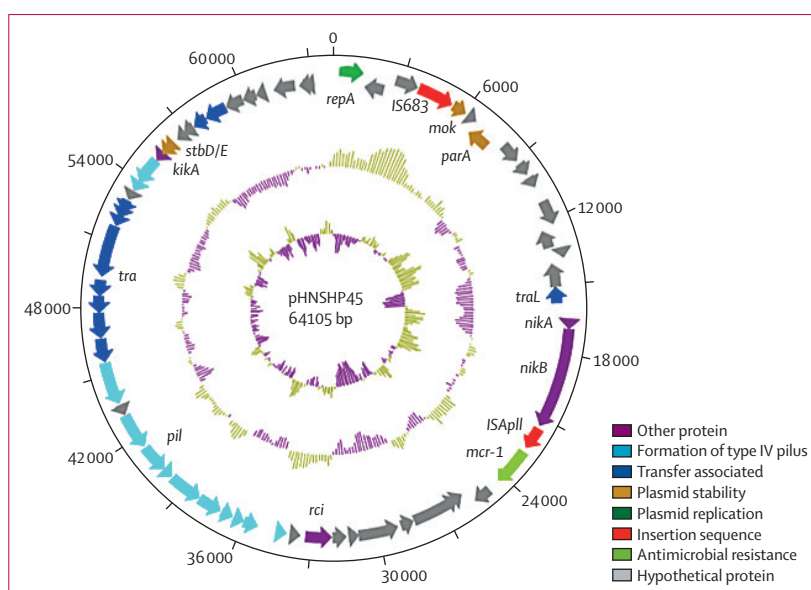 0
6000
12000
18000
24000
30000
36000
42000
48000
54000
60000
repA
IS683
mok
parA
traL
nikA
nikB
ISApll
mcr-1
rci
pil
tra
kikA
stbD/E
pHNSHP45
64105 bp
Other protein
Formation of type IV pilus
Transfer associated
Plasmid stability
Plasmid replication
Insertion sequence
Antimicrobial resistance
Hypothetical protein